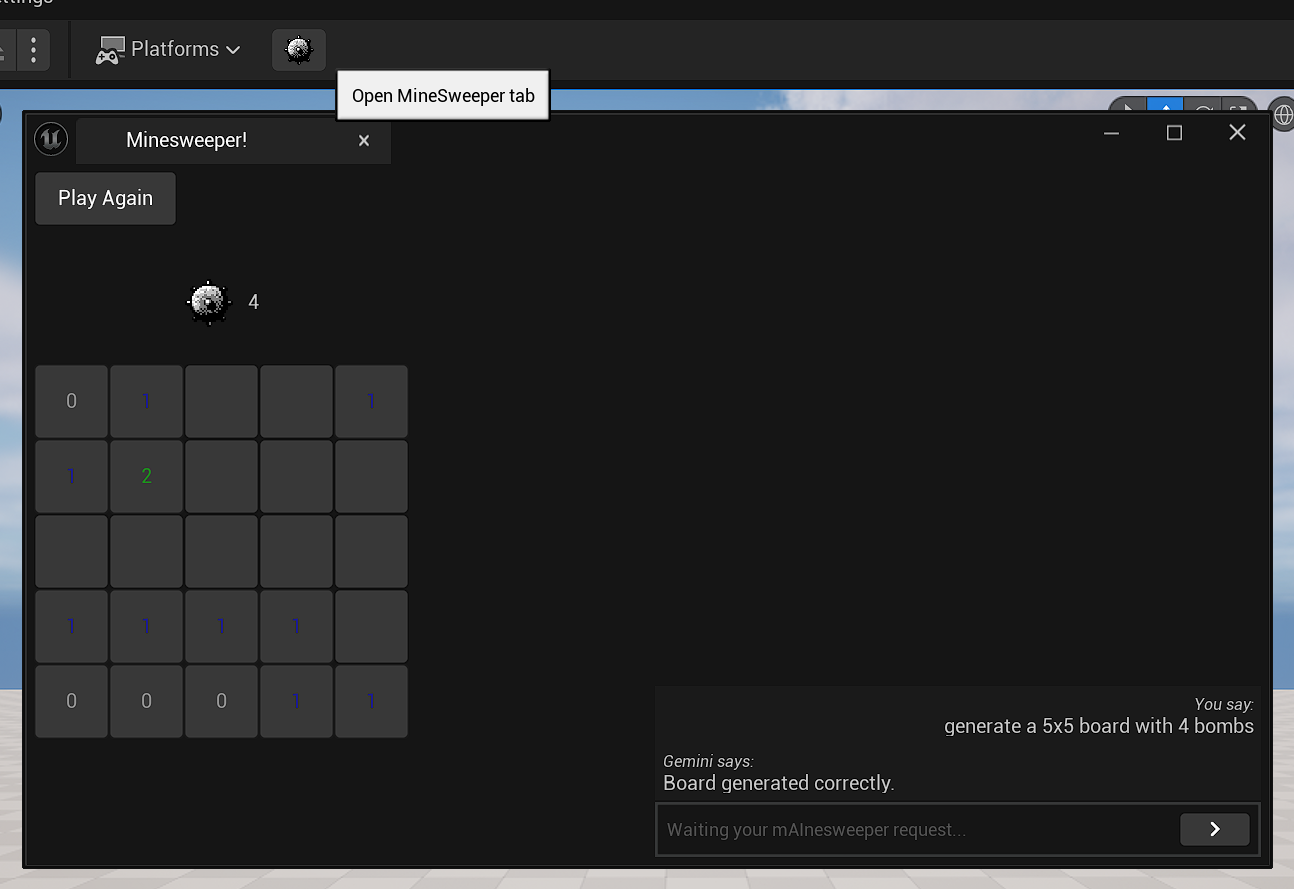 ettings
Platforms
Open MineSweeper tab
Minesweeper!
Play Again
4
0 1 1
1 2
1 1 1 1
0 0 0 1 1
You say:
generate a 5x5 board with 4 bombs
Gemini says:
Board generated correctly.
Waiting your mAInesweeper request...